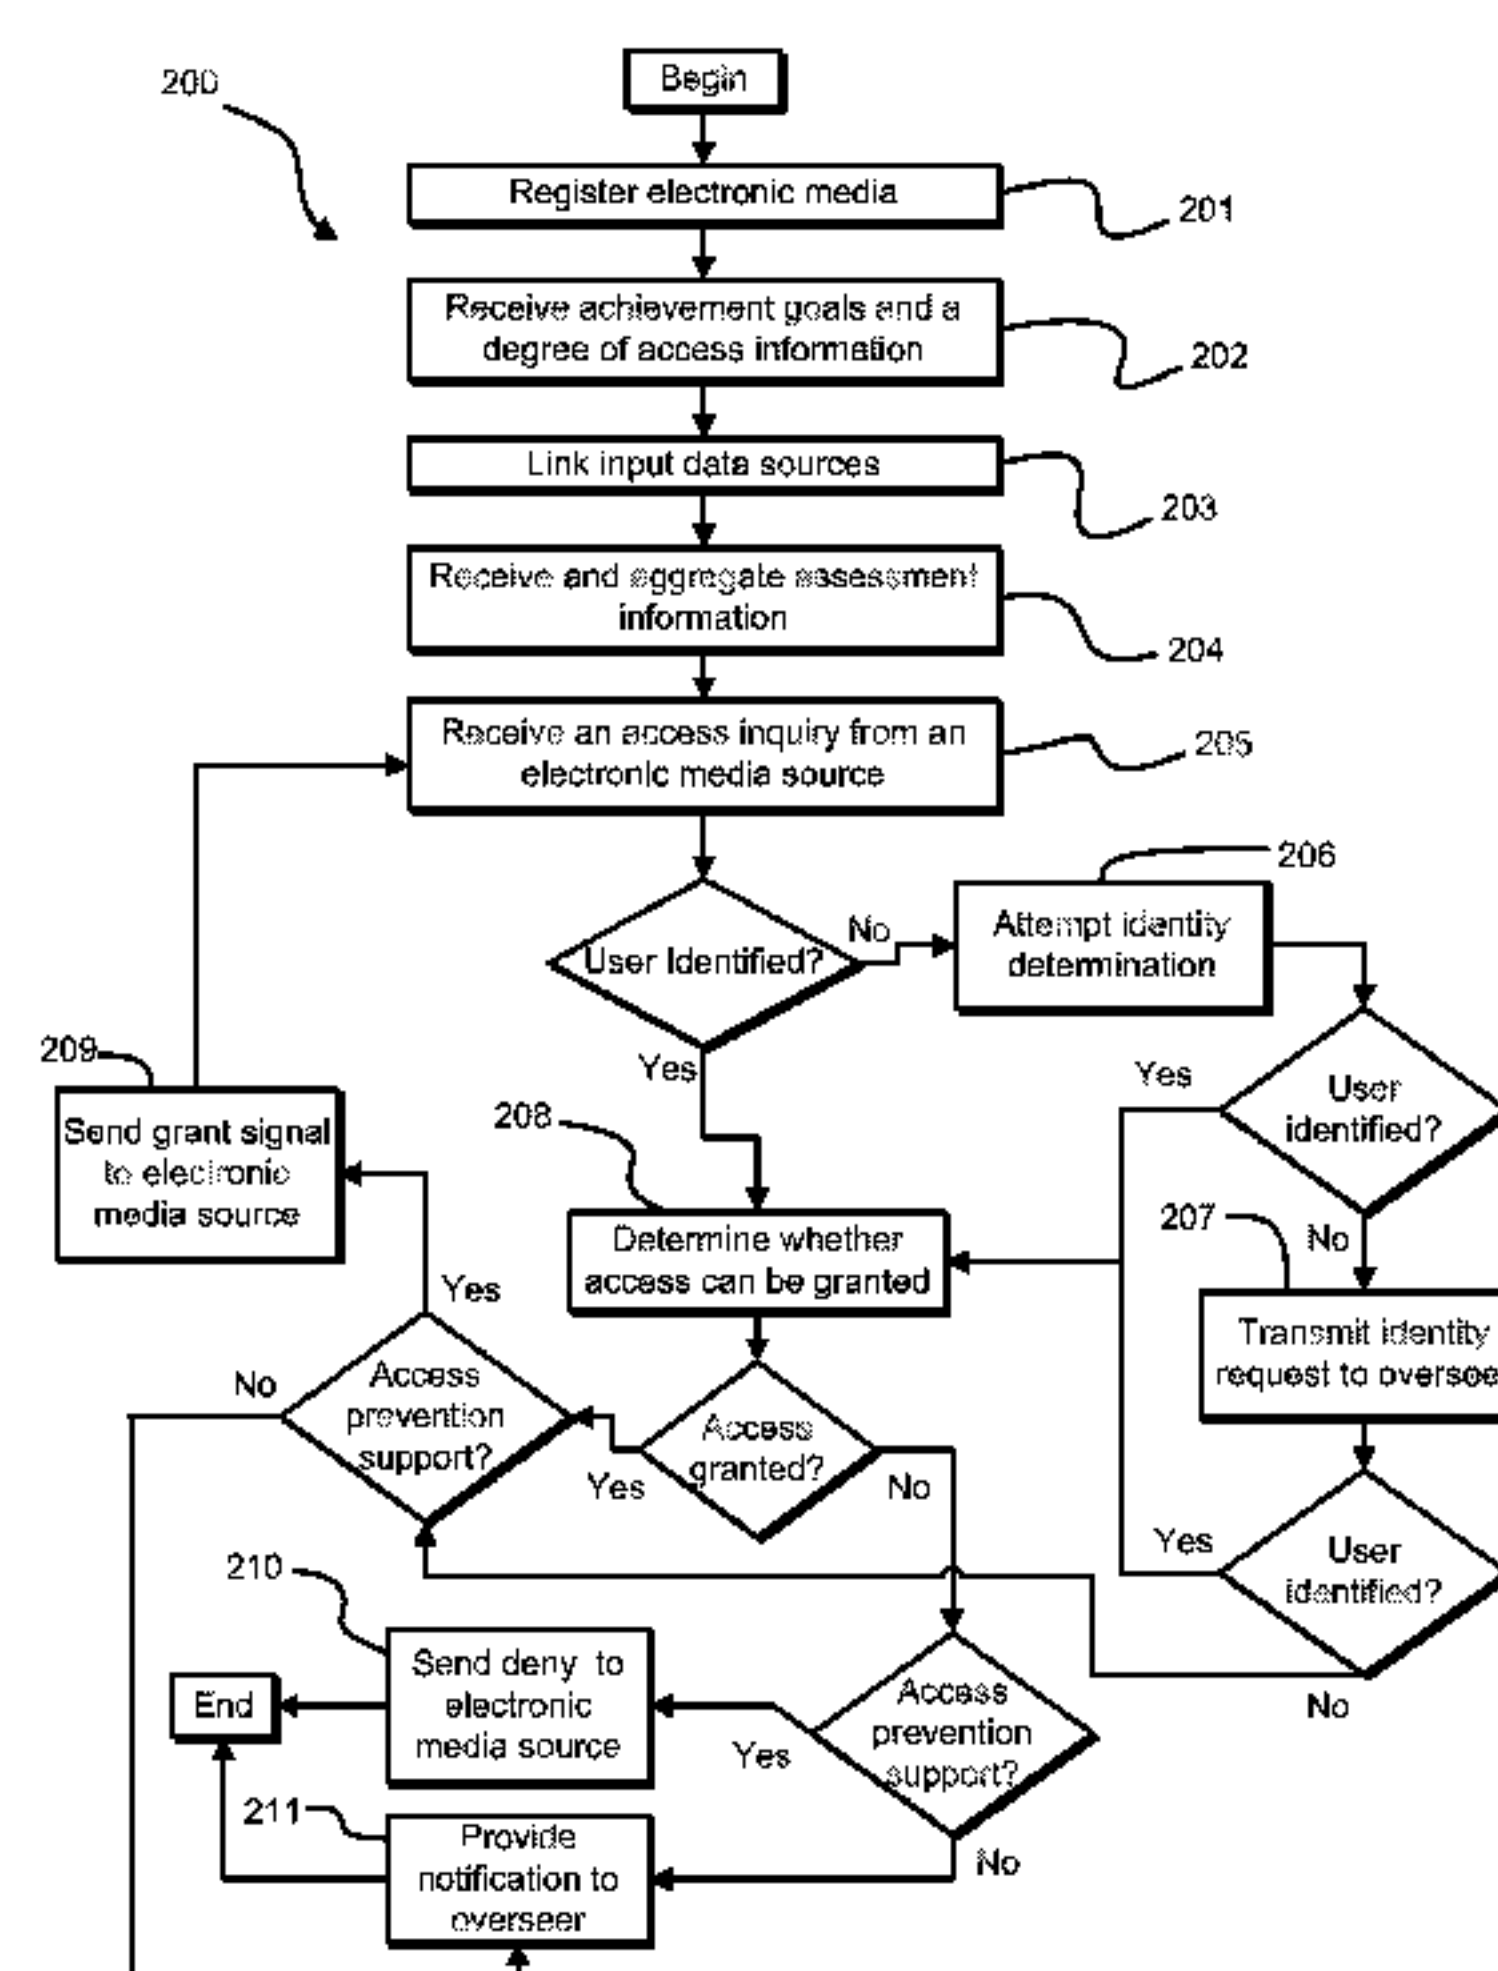 200
Begin
Register electronic media
201
Receive achievement goals and a
degree of access information
202
Link input data sources
203
Receive and aggregate assessment
information
204
Receive an access inquiry from an
electronic media source
205
206
User Identified?
No
Attempt identity
determination
Yes
209
Send grant signal
to electronic
media source
208
Yes
User
identified?
207
No
Determine whether
access can be granted
Yes
Transmit identity
request to oversee
No
Access
prevention
support?
Access
granted?
Yes
No
Yes
User
identified?
No
210
Send deny to
electronic
media source
End
Yes
Access
prevention
support?
No
211
Provide
notification to
overseer